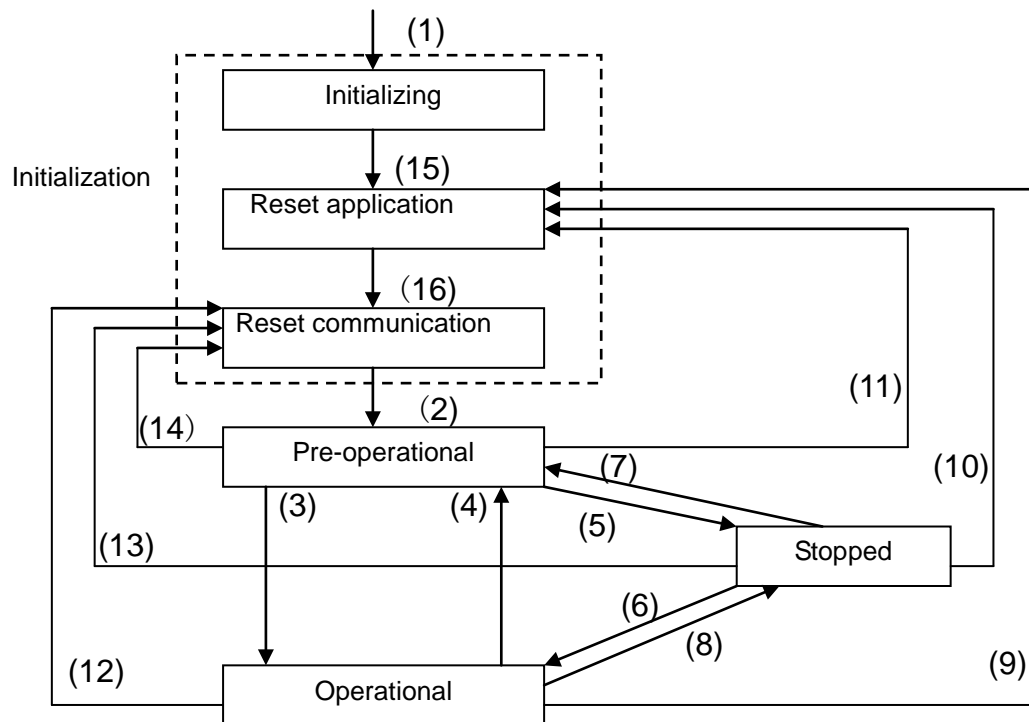 (1)
Initializing
Initialization
(15)
Reset application
（16)
Reset communication
(11)
（2)
(14）
Pre-operational
(7)
(10)
(3)
(4)
(5)
(13)
Stopped
(6)
(8)
(12)
(9)
Operational